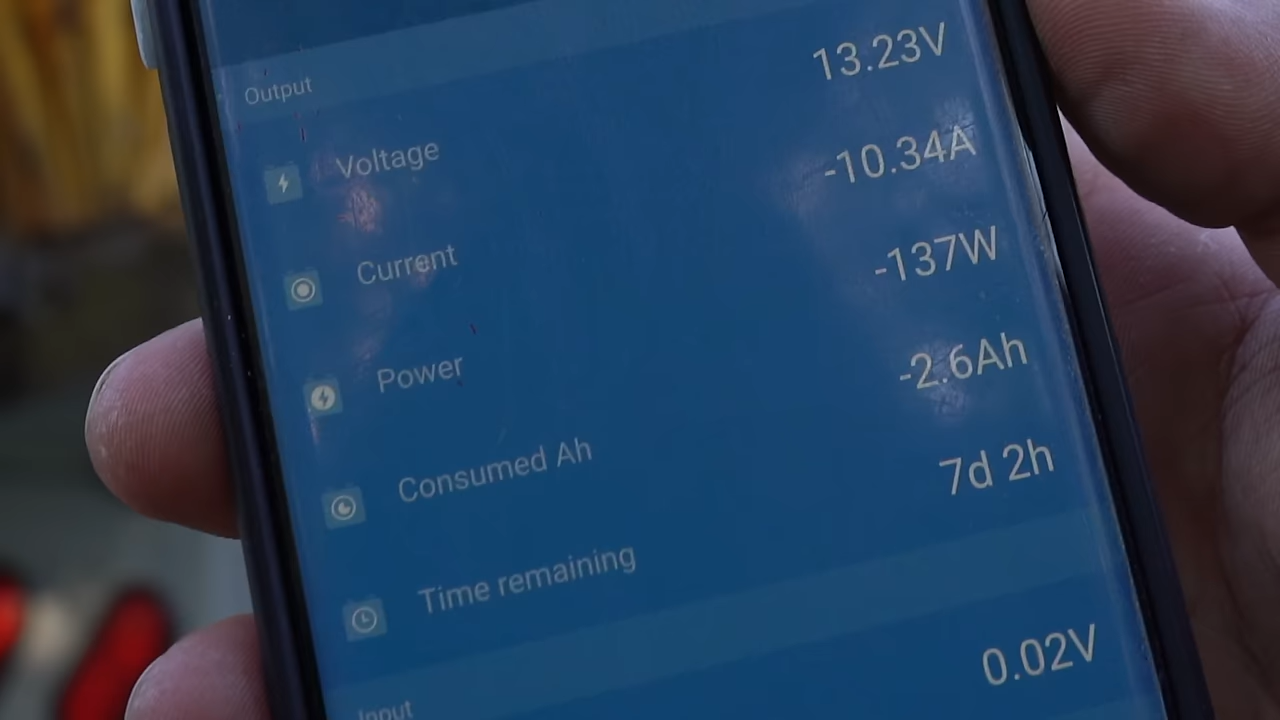 Output
Voltage 13.23V
Current -10.34A
Power -137W
Consumed Ah -2.6Ah
Time remaining 7d 2h
Input
0.02V